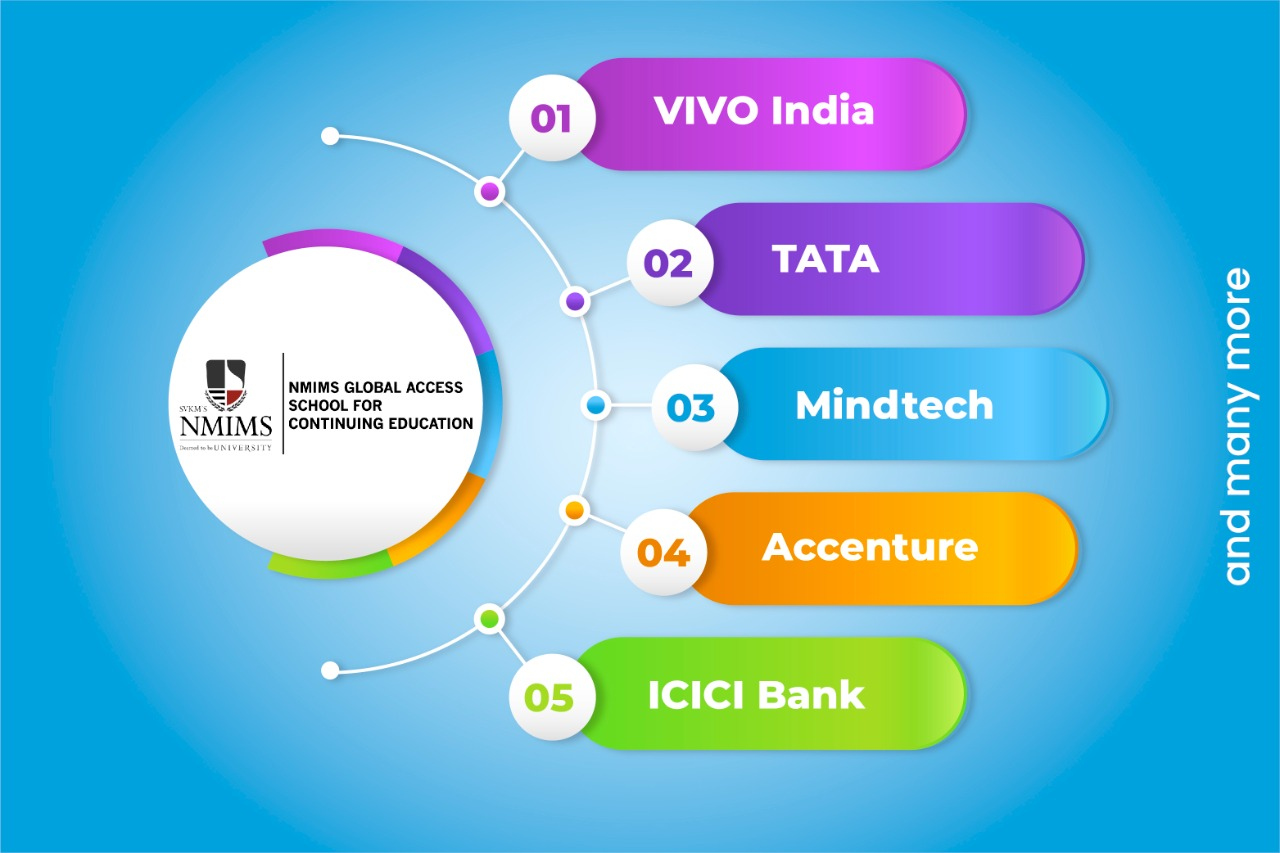 SVKM'S
NMIMS
Deemed to be UNIVERSITY
NMIMS GLOBAL ACCESS
SCHOOL FOR
CONTINUING EDUCATION
01 VIVO India
02 TATA
03 Mindtech
04 Accenture
05 ICICI Bank
and many more